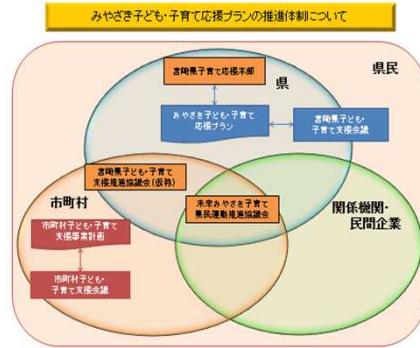 みやざき子ども・子育て応援プランの推進体制について
県民
宮崎県子育て応援本部
県
みやざき子ども・子育て
応援プラン
宮崎県子ども・
子育て支援会議
宮崎県子ども・子育て
支援推進協議会(仮称)
市町村
未来みやざき子育て
県民運動推進協議会
関係機関・
民間企業
市町村子ども・子育て
支援事業計画
市町村子ども・
子育て支援会議